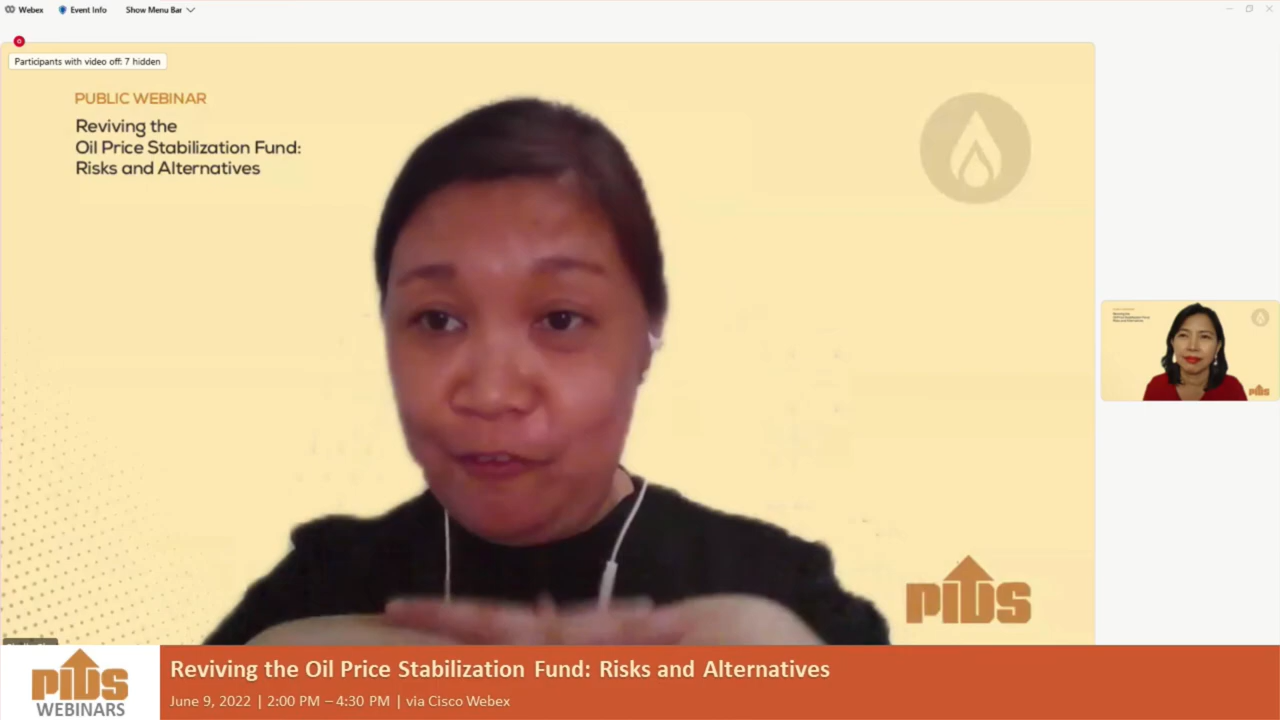 Webex Event Info Show Menu Bar
Participants with video off: 7 hidden
PUBLIC WEBINAR
Reviving the
Oil Price Stabilization Fund:
Risks and Alternatives
PIDS
PIDS
PIDS
WEBINARS
Reviving the Oil Price Stabilization Fund: Risks and Alternatives
June 9, 2022 | 2:00 PM – 4:30 PM | via Cisco Webex